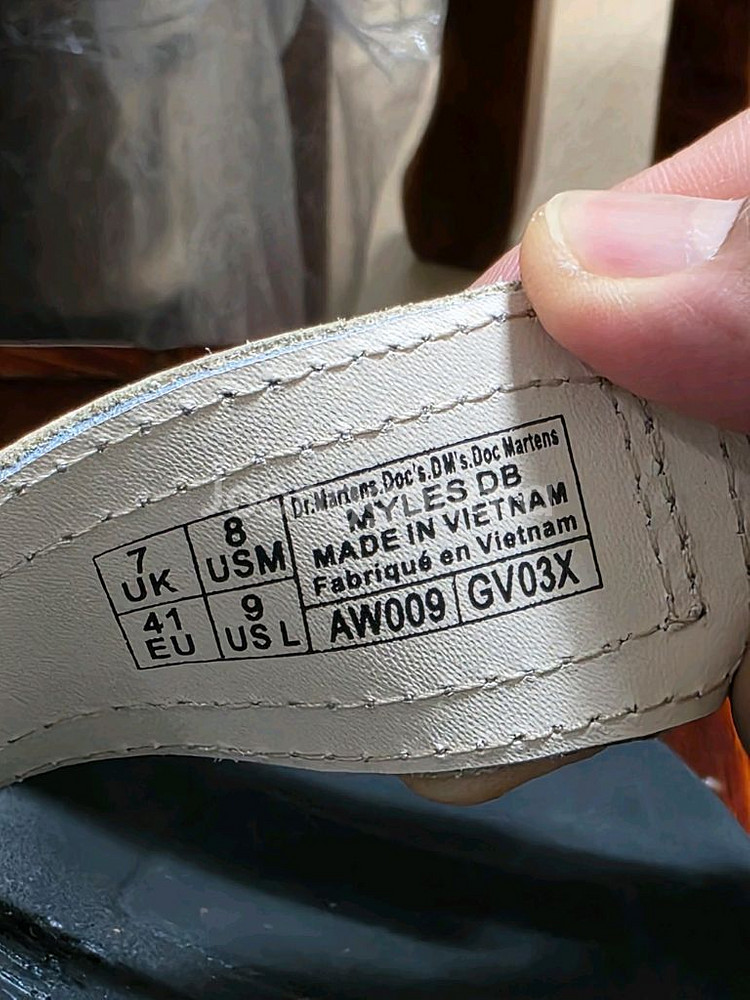 7 UK
8 USM
41 EU
9 US L
Dr.Martens.Doc's.DM's.Doc Martens
MYLES DB
MADE IN VIETNAM
Fabriqué en Vietnam
AW009 GV03X